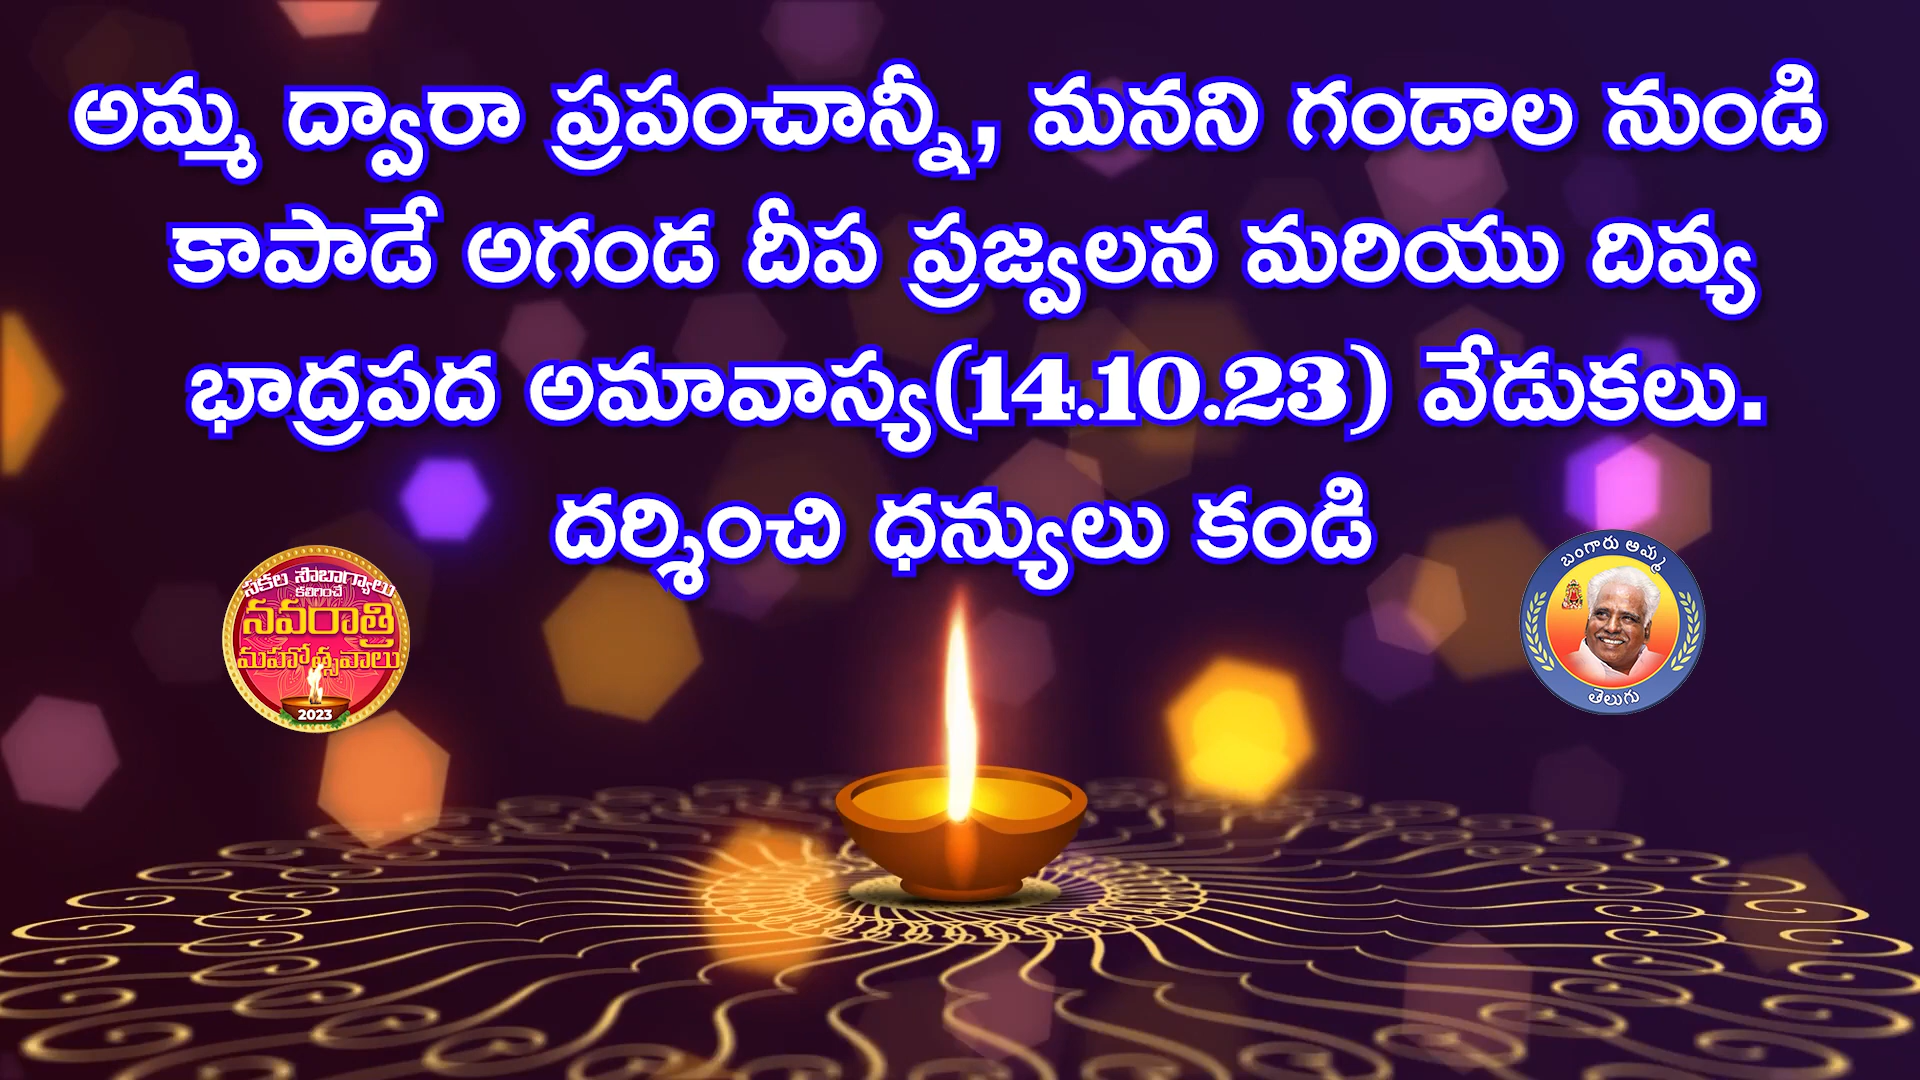 అమ్మ ద్వారా ప్రపంచాన్నీ, మనని గండాల నుండి
కాపాడే అగండ దీప ప్రజ్వలన మరియు దివ్య
భాద్రపద అమావాస్య(14.10.23) వేడుకలు.
దర్శించి ధన్యులు కండి
సకల సౌబాగ్యాలు
కలిగించే
నవరాత్రి
మహోత్సవాలు
2023
బంగారు అమ్మ
తెలుగు